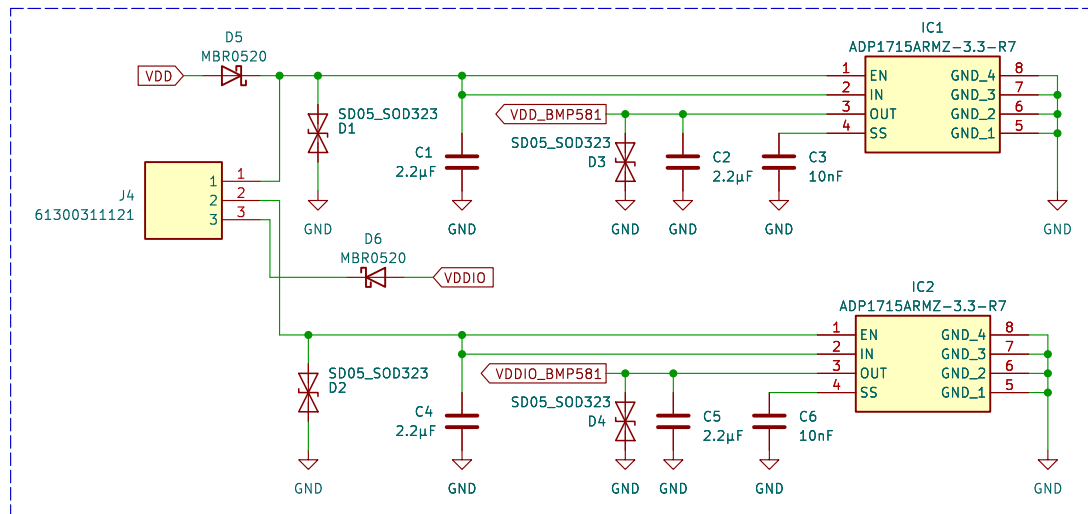 IC1
ADP1715ARMZ-3.3-R7
D5
MBR0520
VDD
1 EN GND_4 8
2 IN GND_3 7
3 OUT GND_2 6
4 SS GND_1 5
SD05_SOD323
D1
VDD_BMP581
SD05_SOD323
D3
C1
2.2µF
C2
2.2µF
C3
10nF
J4
61300311121
1 1
2 2
3 3
GND GND GND GND GND GND
D6
MBR0520
VDDIO
IC2
ADP1715ARMZ-3.3-R7
1 EN GND_4 8
2 IN GND_3 7
3 OUT GND_2 6
4 SS GND_1 5
SD05_SOD323
D2
VDDIO_BMP581
SD05_SOD323
D4
C4
2.2µF
C5
2.2µF
C6
10nF
GND GND GND GND GND GND